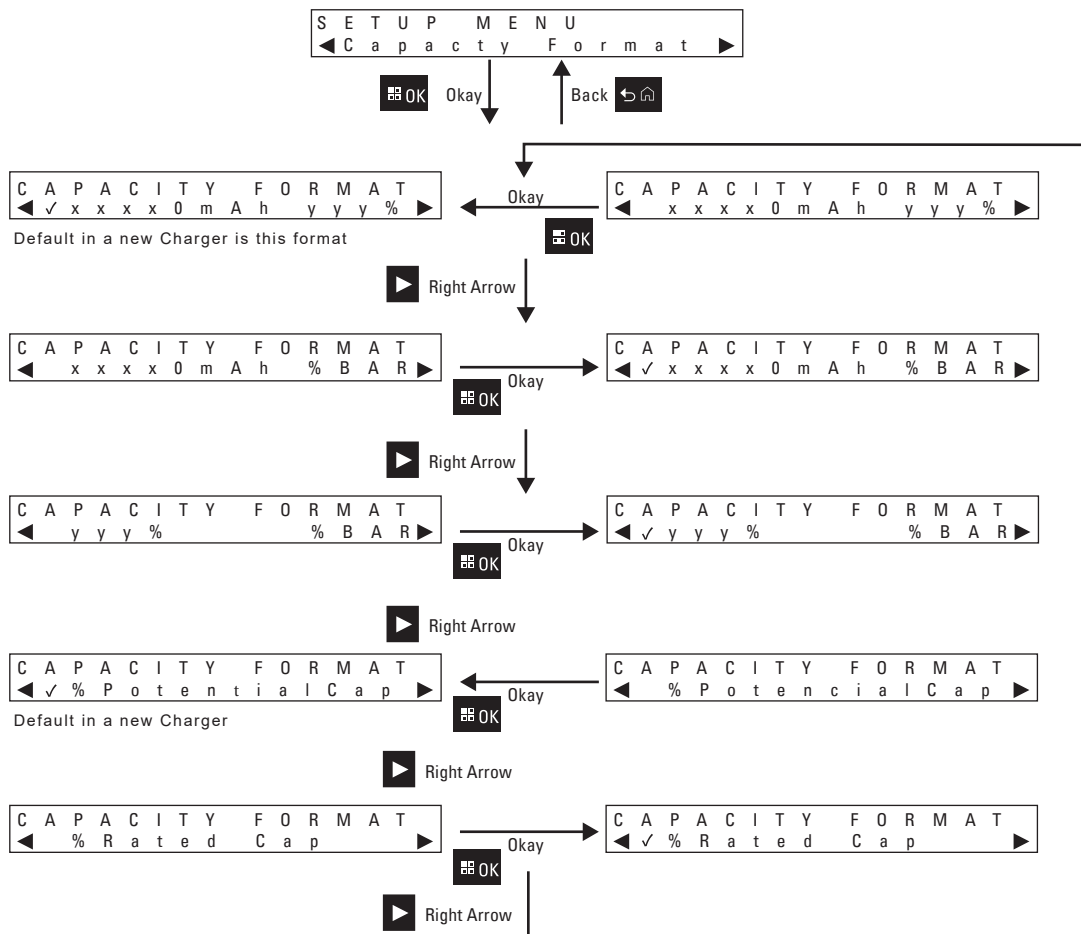 SETUP MENU
◀Capacty Format ▶
OK Okay Back
CAPACITY FORMAT
◀ ✓xxxx0mAh yyy% ▶
Okay
CAPACITY FORMAT
◀ xxxx0mAh yyy% ▶
Default in a new Charger is this format
OK
▶ Right Arrow
CAPACITY FORMAT
◀ xxxx0mAh %BAR▶
Okay
OK
CAPACITY FORMAT
◀ ✓xxxx0mAh %BAR▶
▶ Right Arrow
CAPACITY FORMAT
◀ yyy% %BAR▶
Okay
OK
CAPACITY FORMAT
◀ ✓yyy% %BAR▶
▶ Right Arrow
CAPACITY FORMAT
◀ ✓%PotentialCap ▶
Okay
OK
CAPACITY FORMAT
◀ %PotencialCap ▶
Default in a new Charger
▶ Right Arrow
CAPACITY FORMAT
◀ %Rated Cap ▶
Okay
OK
CAPACITY FORMAT
◀ ✓%Rated Cap ▶
▶ Right Arrow